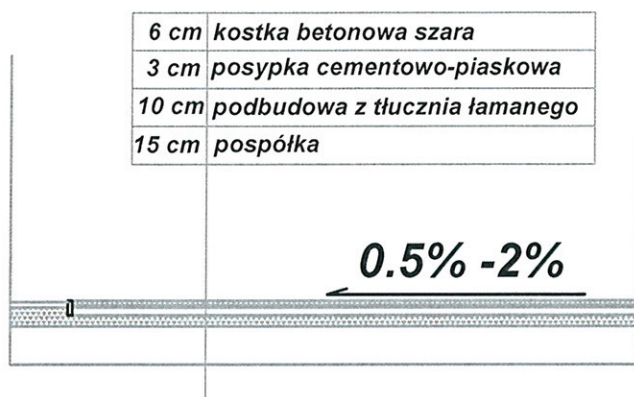 6 cm kostka betonowa szara
3 cm posypka cementowo-piaskowa
10 cm podbudowa z tłucznia łamanego
15 cm pospółka
0.5% -2%